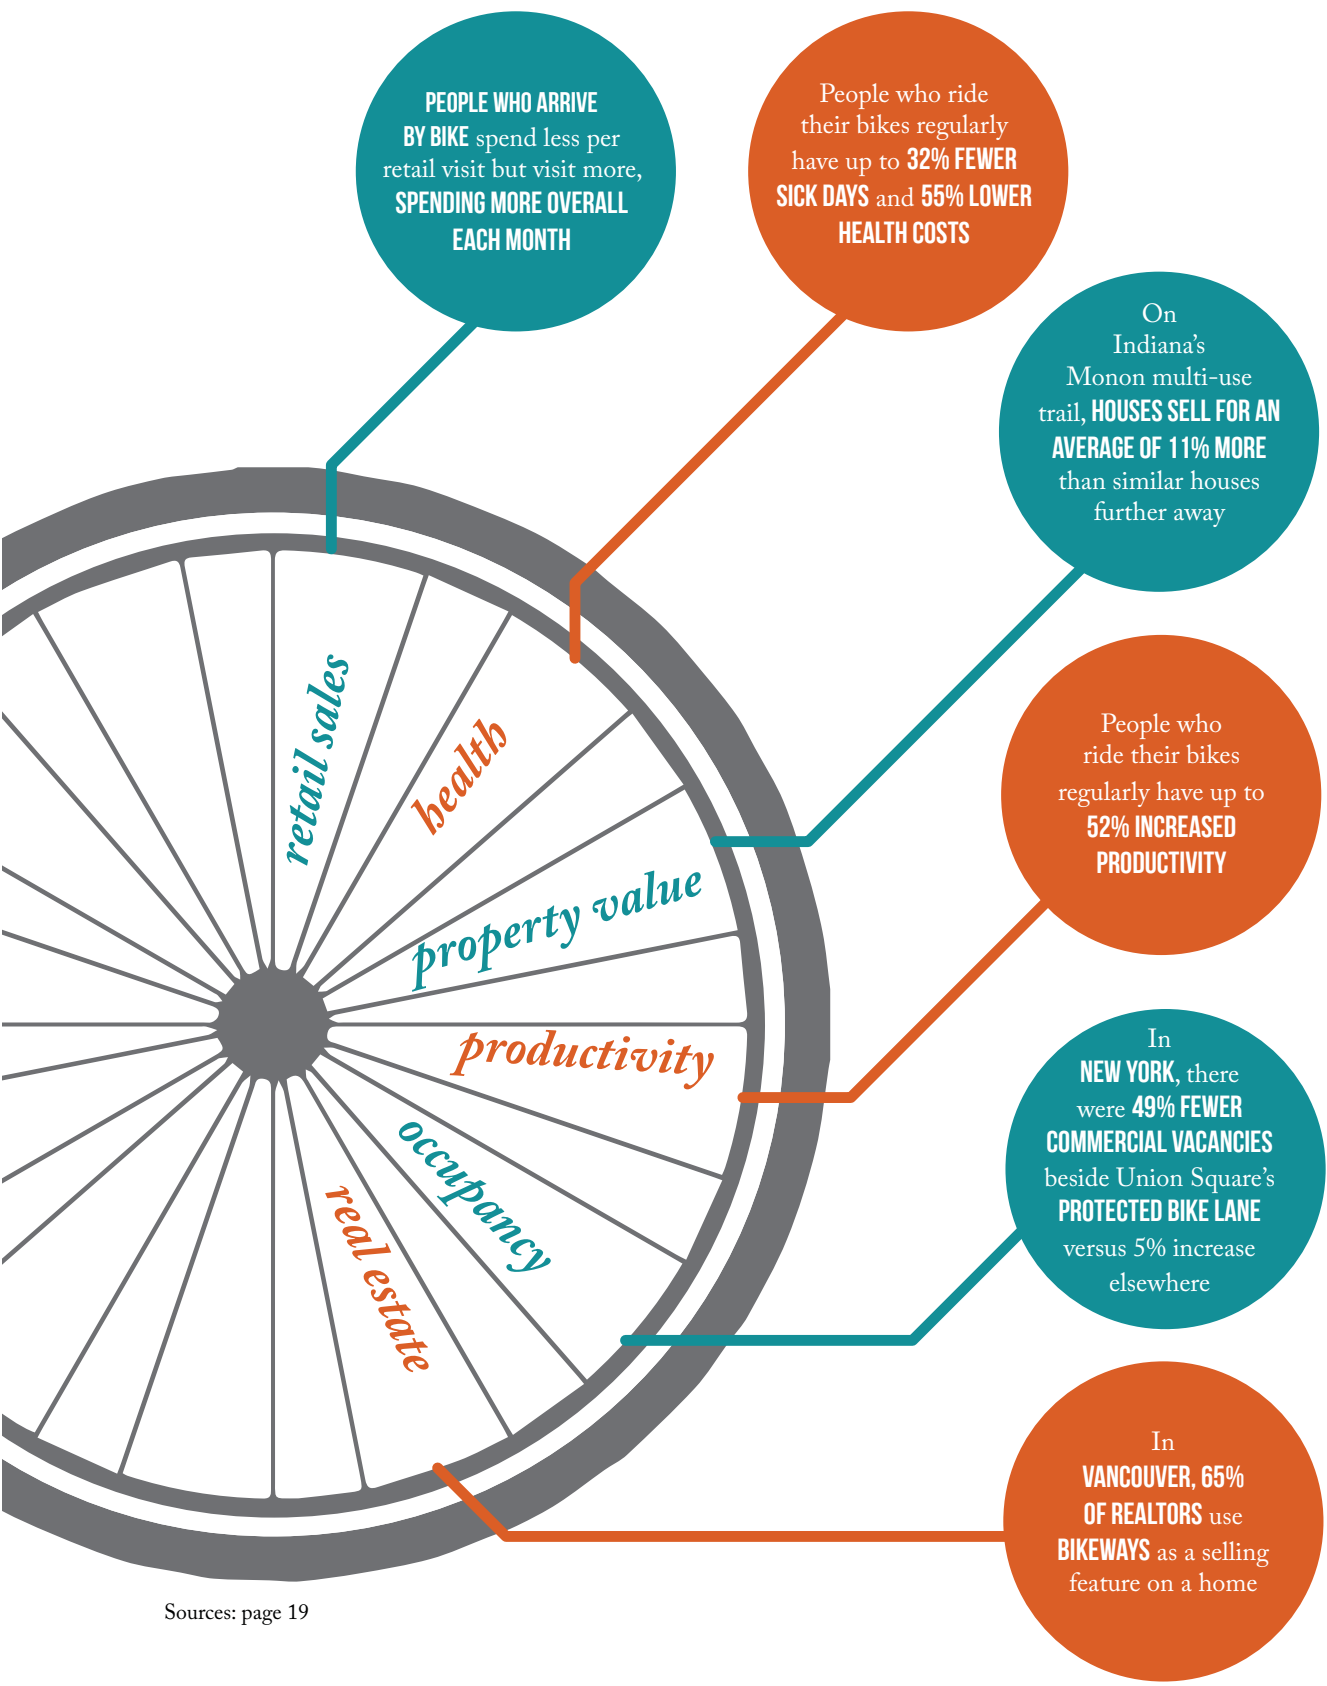 PEOPLE WHO ARRIVE
BY BIKE spend less per
retail visit but visit more,
SPENDING MORE OVERALL
EACH MONTH
People who ride
their bikes regularly
have up to 32% FEWER
SICK DAYS and 55% LOWER
HEALTH COSTS
On
Indiana's
Monon multi-use
trail, HOUSES SELL FOR AN
AVERAGE OF 11% MORE
than similar houses
further away
People who
ride their bikes
regularly have up to
52% INCREASED
PRODUCTIVITY
In
NEW YORK, there
were 49% FEWER
COMMERCIAL VACANCIES
beside Union Square's
PROTECTED BIKE LANE
versus 5% increase
elsewhere
In
VANCOUVER, 65%
OF REALTORS use
BIKEWAYS as a selling
feature on a home
retail sales
health
property value
productivity
occupancy
real estate
Sources: page 19